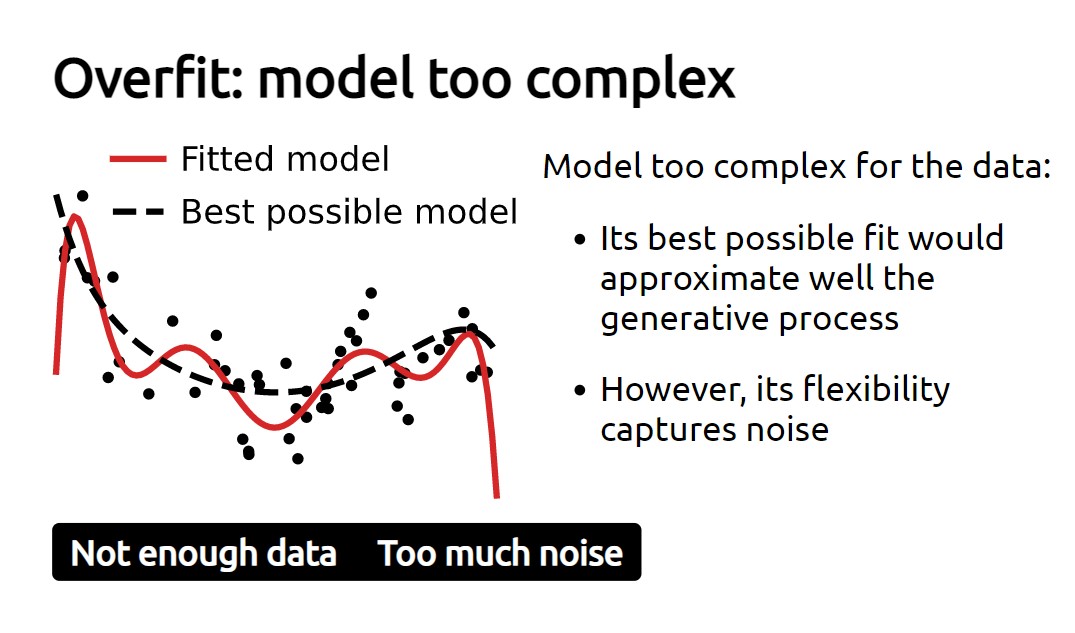 Overfit: model too complex
Fitted model
Best possible model
Model too complex for the data:
• Its best possible fit would
approximate well the
generative process
• However, its flexibility
captures noise
Not enough data Too much noise